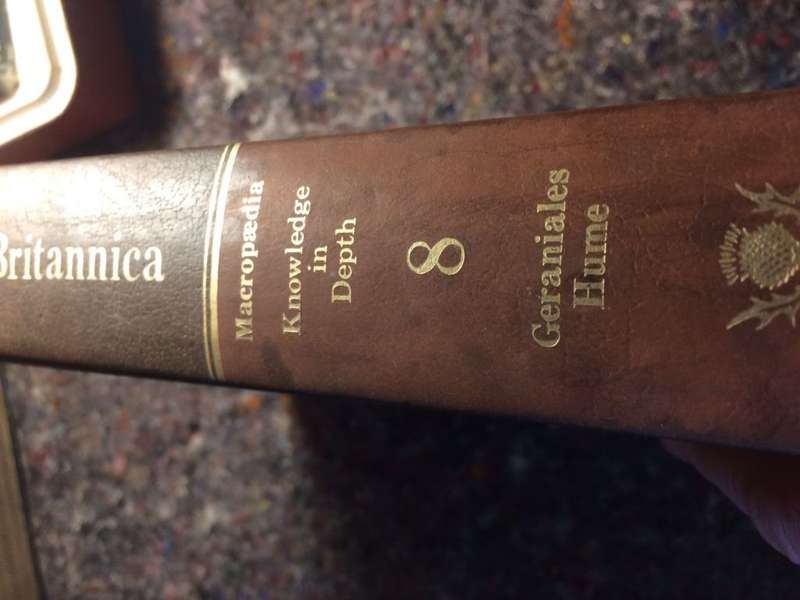 Britannica
Macropædia
Knowledge
in
Depth
8
Geraniales
Hume